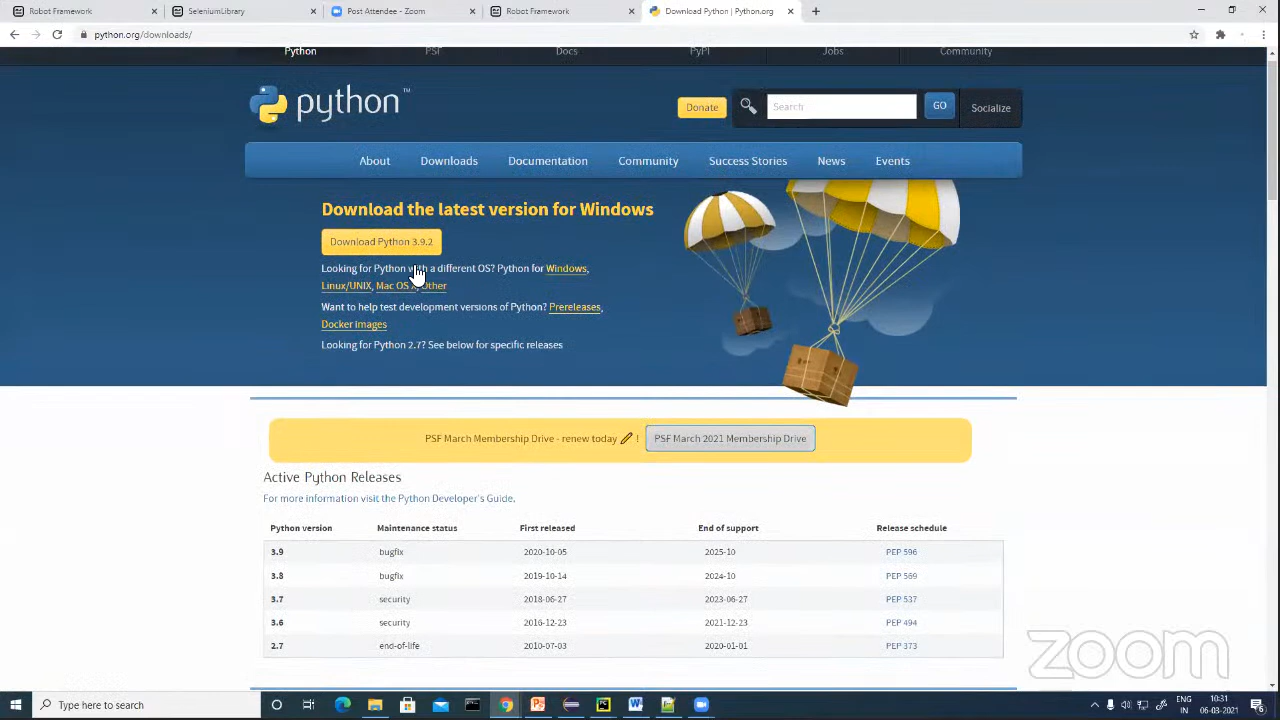 Robot Framework
SeleniumLibrary
Post Attendee - Zoom
Robot Framework
Download Python | Python.org
python.org/downloads/
Python
PSF
Docs
PyPI
Jobs
Community
python™
Donate
Search
GO
Socialize
About
Downloads
Documentation
Community
Success Stories
News
Events
Download the latest version for Windows
Download Python 3.9.2
Looking for Python with a different OS? Python for Windows,
Linux/UNIX, Mac OS X, Other
Want to help test development versions of Python? Prereleases,
Docker images
Looking for Python 2.7? See below for specific releases
PSF March Membership Drive - renew today !
PSF March 2021 Membership Drive
Active Python Releases
For more information visit the Python Developer's Guide.
Python version Maintenance status First released End of support Release schedule
3.9 bugfix 2020-10-05 2025-10 PEP 596
3.8 bugfix 2019-10-14 2024-10 PEP 569
3.7 security 2018-06-27 2023-06-27 PEP 537
3.6 security 2016-12-23 2021-12-23 PEP 494
2.7 end-of-life 2010-07-03 2020-01-01 PEP 373
zoom
Type here to search
ENG
IN
10:31
06-03-2021
6